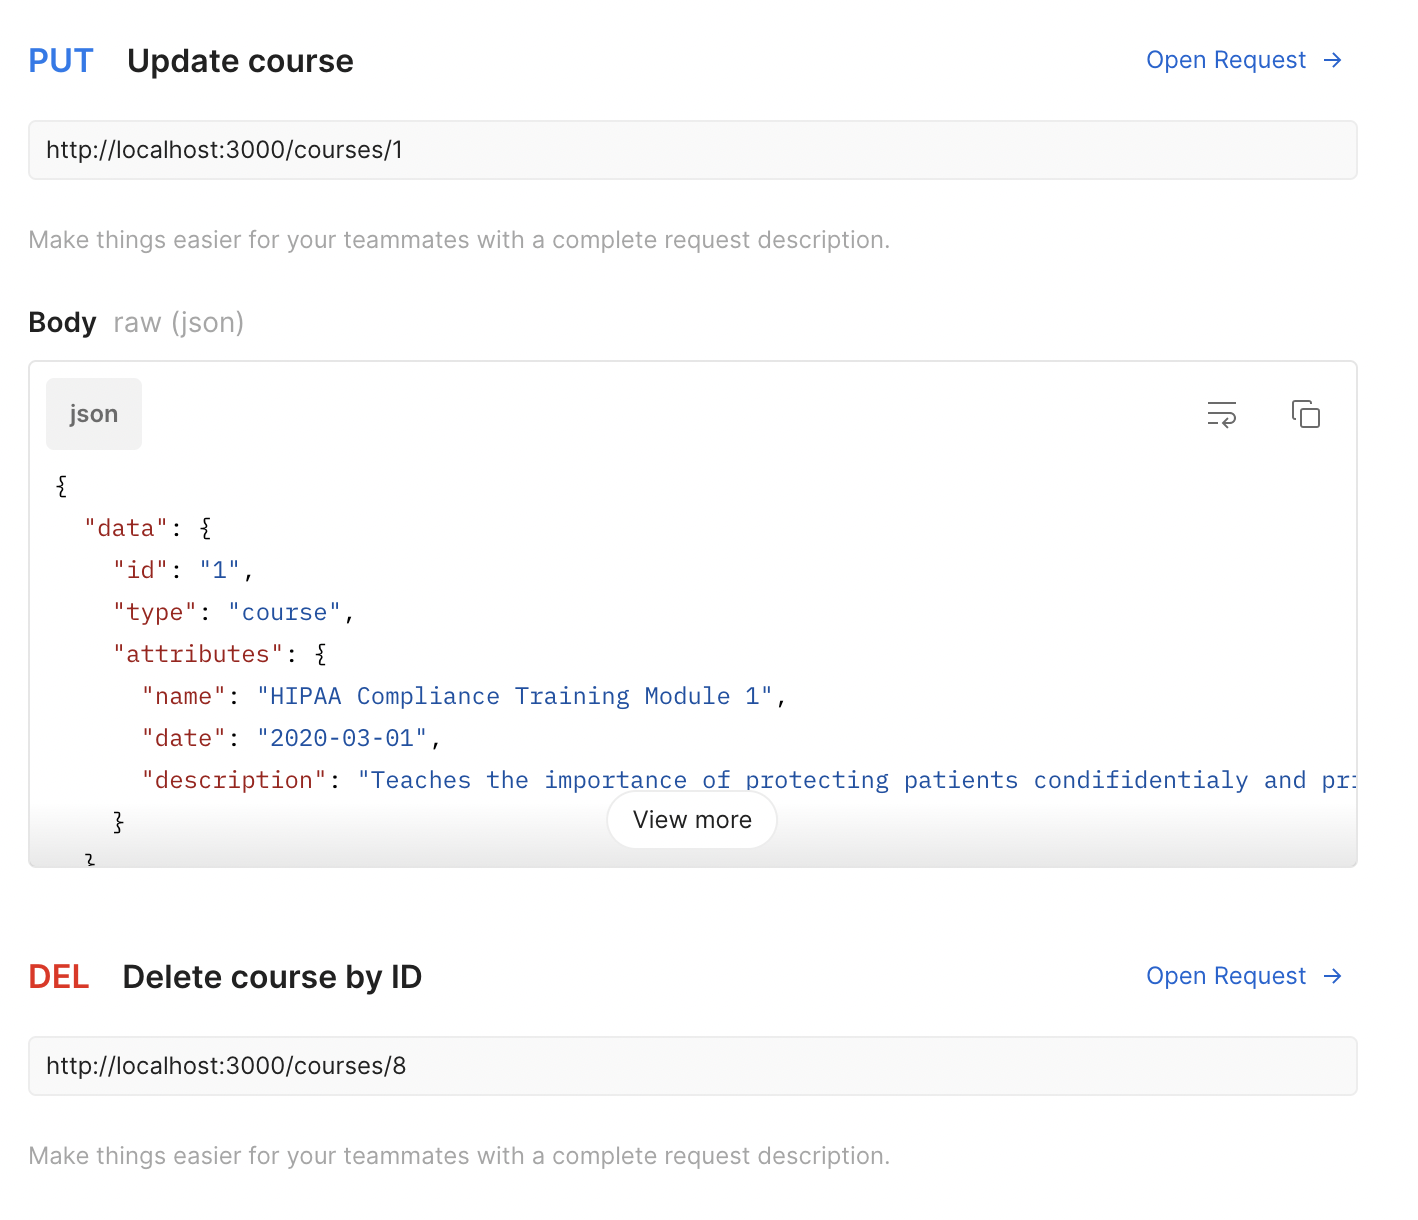 PUT Update course Open Request →
http://localhost:3000/courses/1
Make things easier for your teammates with a complete request description.
Body raw (json)
json
{
"data": {
"id": "1",
"type": "course",
"attributes": {
"name": "HIPAA Compliance Training Module 1",
"date": "2020-03-01",
"description": "Teaches the importance of protecting patients condifidentialy and
}
View more
}
DEL Delete course by ID Open Request →
http://localhost:3000/courses/8
Make things easier for your teammates with a complete request description.